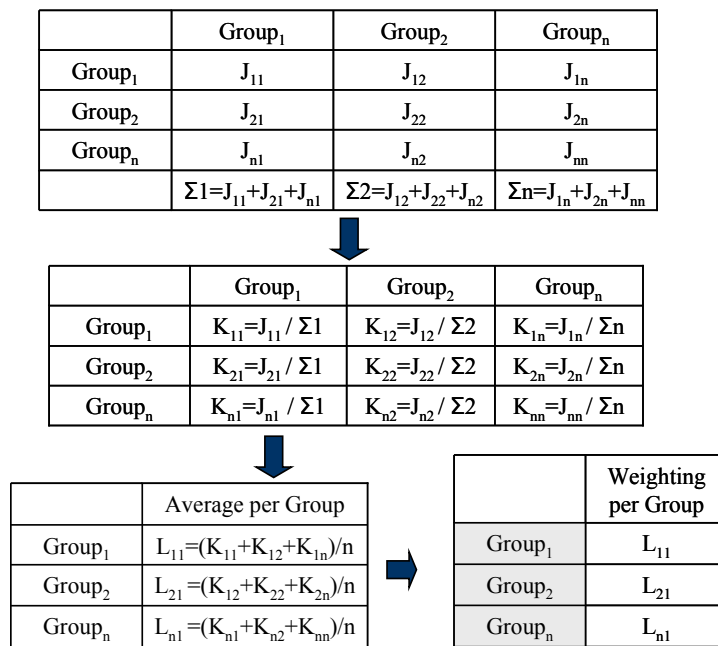 Group₁ Group₂ Groupₙ
Group₁ J₁₁ J₁₂ J₁ₙ
Group₂ J₂₁ J₂₂ J₂ₙ
Groupₙ Jₙ₁ Jₙ₂ Jₙₙ
Σ1=J₁₁+J₂₁+Jₙ₁ Σ2=J₁₂+J₂₂+Jₙ₂ Σn=J₁ₙ+J₂ₙ+Jₙₙ
Group₁ Group₂ Groupₙ
Group₁ K₁₁=J₁₁ / Σ1 K₁₂=J₁₂ / Σ2 K₁ₙ=J₁ₙ / Σn
Group₂ K₂₁=J₂₁ / Σ1 K₂₂=J₂₂ / Σ2 K₂ₙ=J₂ₙ / Σn
Groupₙ Kₙ₁=Jₙ₁ / Σ1 Kₙ₂=Jₙ₂ / Σ2 Kₙₙ=Jₙₙ / Σn
Average per Group
Group₁ L₁₁=(K₁₁+K₁₂+K₁ₙ)/n
Group₂ L₂₁=(K₁₂+K₂₂+K₂ₙ)/n
Groupₙ Lₙ₁=(Kₙ₁+Kₙ₂+Kₙₙ)/n
Weighting
per Group
Group₁ L₁₁
Group₂ L₂₁
Groupₙ Lₙ₁